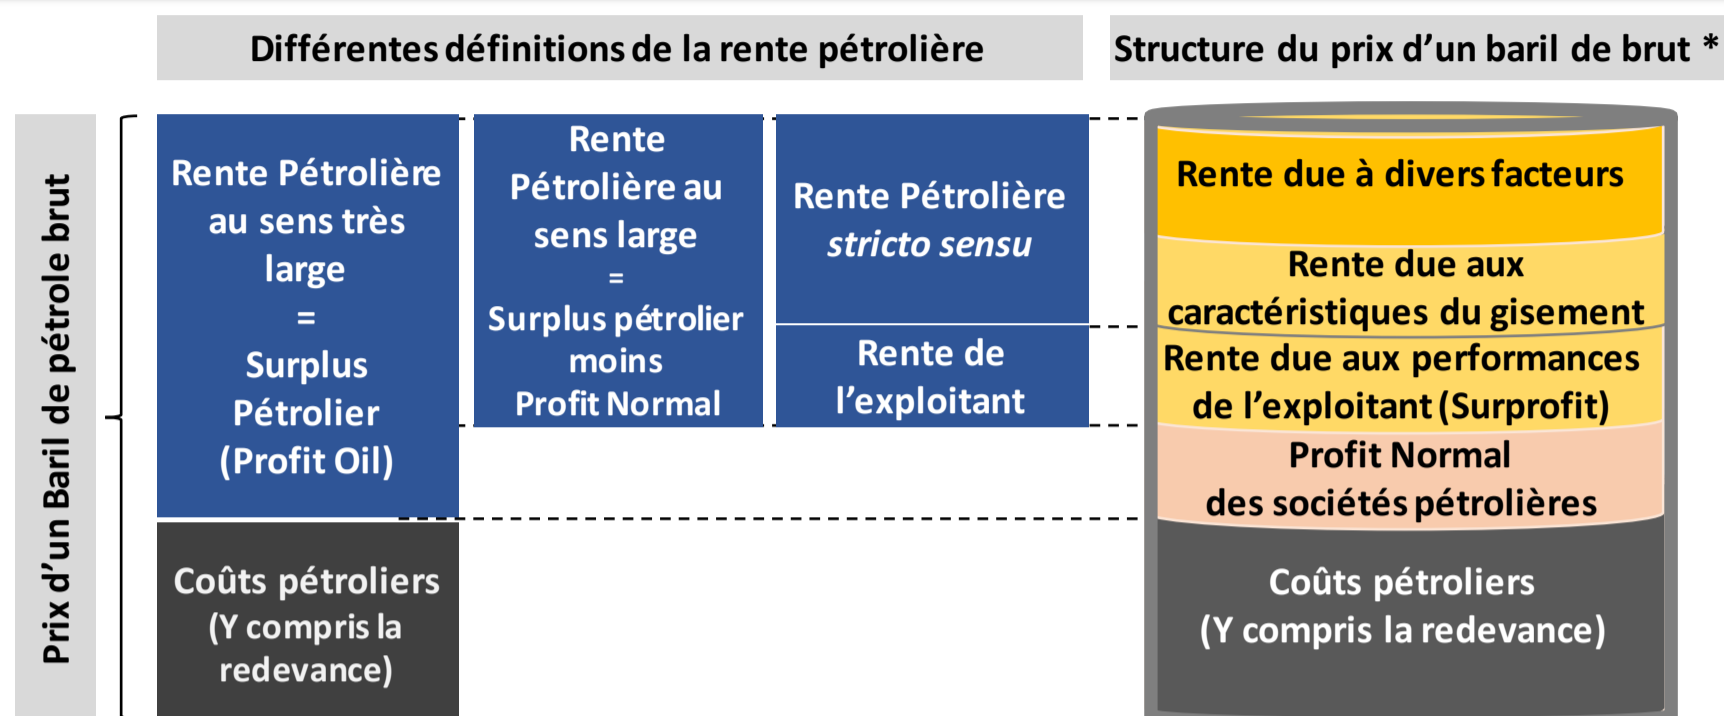 Différentes définitions de la rente pétrolière
Structure du prix d’un baril de brut *
Prix d’un Baril de pétrole brut
Rente Pétrolière
au sens très
large
=
Surplus
Pétrolier
(Profit Oil)
Coûts pétroliers
(Y compris la
redevance)
Rente
Pétrolière au
sens large
=
Surplus pétrolier
moins
Profit Normal
Rente Pétrolière
stricto sensu
Rente de
l’exploitant
Rente due à divers facteurs
Rente due aux
caractéristiques du gisement
Rente due aux performances
de l’exploitant (Surprofit)
Profit Normal
des sociétés pétrolières
Coûts pétroliers
(Y compris la redevance)